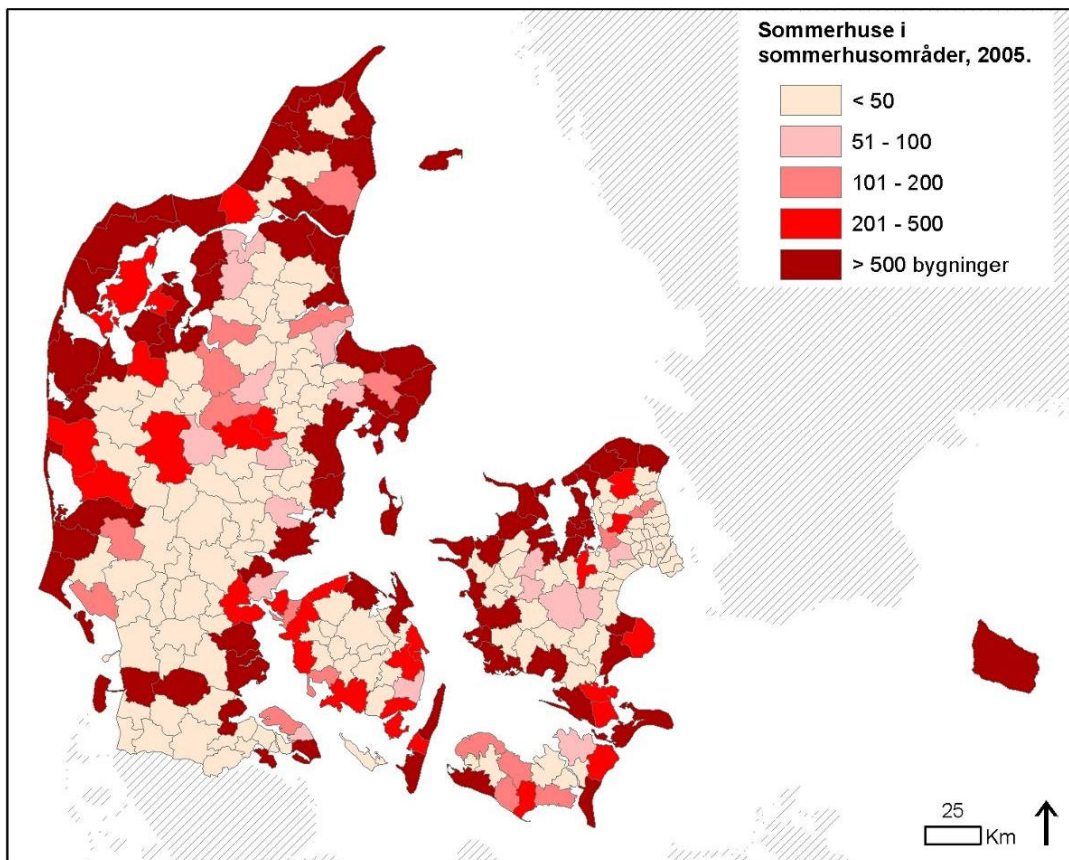 Sommerhuse i
sommerhusområder, 2005.
< 50
51 - 100
101 - 200
201 - 500
> 500 bygninger
25
Km